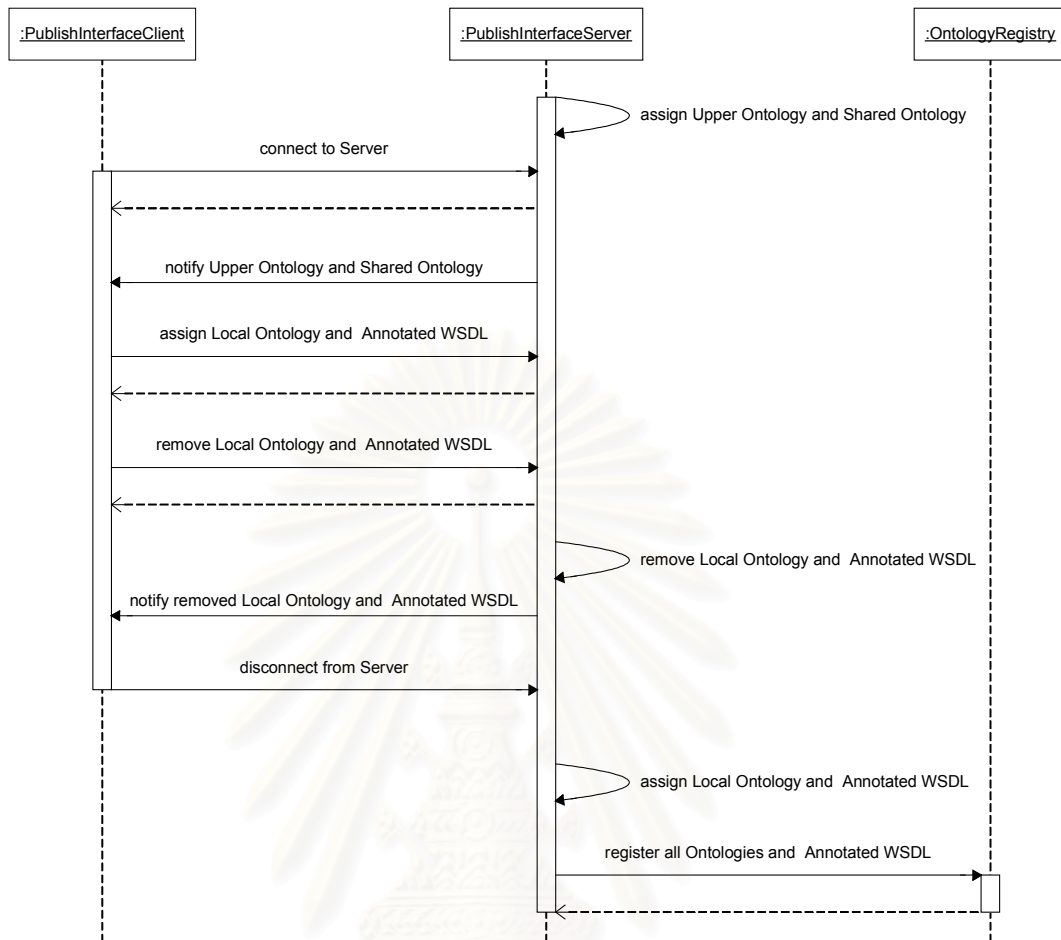 :PublishInterfaceClient
:PublishInterfaceServer
:OntologyRegistry
assign Upper Ontology and Shared Ontology
connect to Server
notify Upper Ontology and Shared Ontology
assign Local Ontology and  Annotated WSDL
remove Local Ontology and  Annotated WSDL
remove Local Ontology and  Annotated WSDL
notify removed Local Ontology and  Annotated WSDL
disconnect from Server
assign Local Ontology and  Annotated WSDL
register all Ontologies and  Annotated WSDL